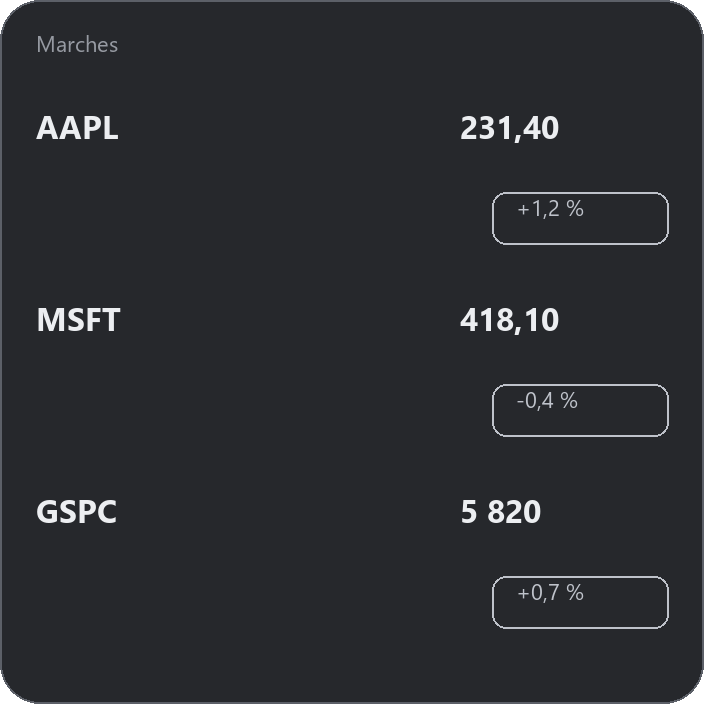 Marches
AAPL 231,40
+1,2 %
MSFT 418,10
-0,4 %
GSPC 5 820
+0,7 %